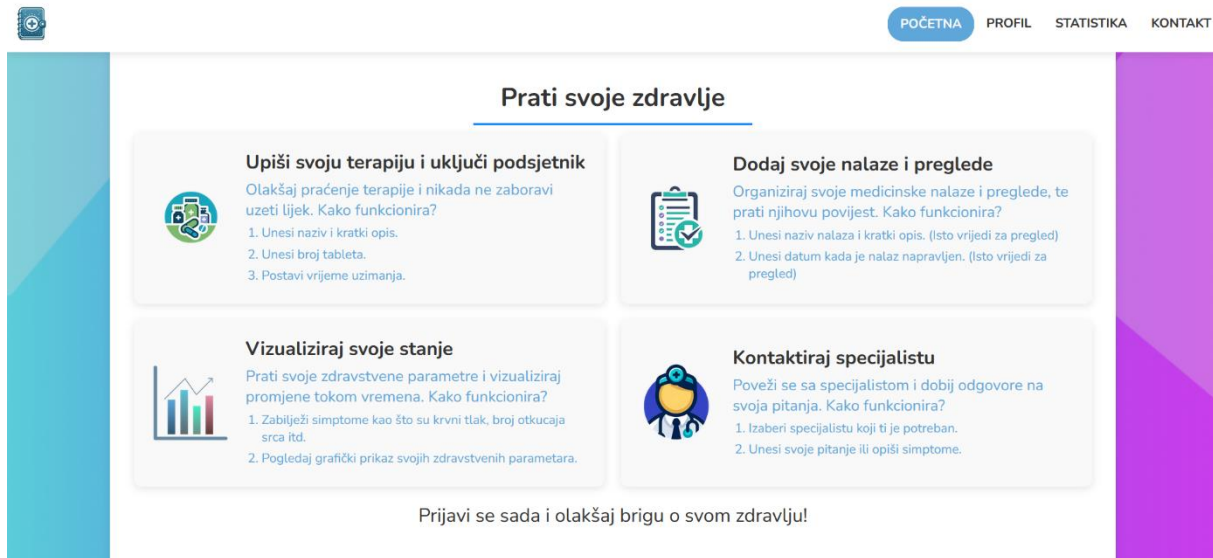 POČETNA PROFIL STATISTIKA KONTAKT
Prati svoje zdravlje
Upiši svoju terapiju i uključi podsjetnik
Olakšaj praćenje terapije i nikada ne zaboravi
uzeti lijek. Kako funkcionira?
1. Unesi naziv i kratki opis.
2. Unesi broj tableta.
3. Postavi vrijeme uzimanja.
Dodaj svoje nalaze i preglede
Organiziraj svoje medicinske nalaze i preglede, te
prati njihovu povijest. Kako funkcionira?
1. Unesi naziv nalaza i kratki opis. (Isto vrijedi za pregled)
2. Unesi datum kada je nalaz napravljen. (Isto vrijedi za
pregled)
Vizualiziraj svoje stanje
Prati svoje zdravstvene parametre i vizualiziraj
promjene tokom vremena. Kako funkcionira?
1. Zabilježi simptome kao što su krvni tlak, broj otkucaja
srca itd.
2. Pogledaj grafički prikaz svojih zdravstvenih parametara.
Kontaktiraj specijalistu
Poveži se sa specijalistom i dobij odgovore na
svoja pitanja. Kako funkcionira?
1. Izaberi specijalistu koji ti je potreban.
2. Unesi svoje pitanje ili opiši simptome.
Prijavi se sada i olakšaj brigu o svom zdravlju!